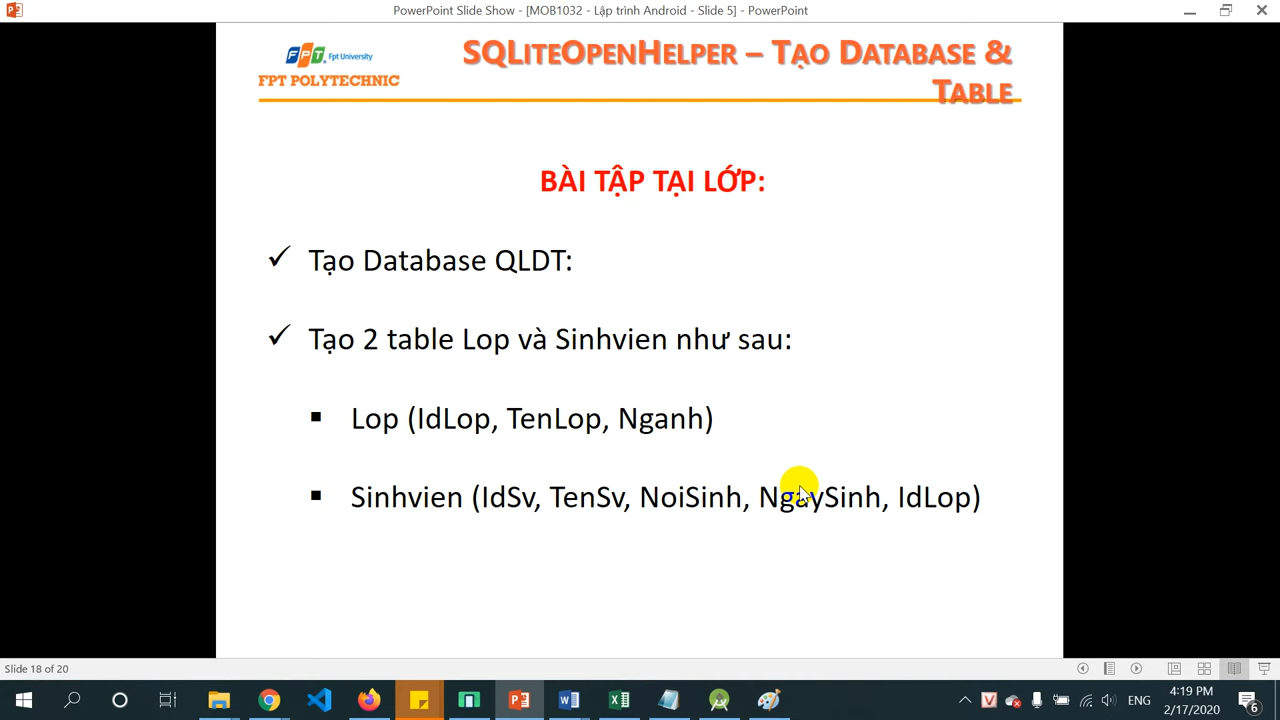 PowerPoint Slide Show - [MOB1032 - Lập trình Android - Slide 5] - PowerPoint
FPT. Fpt University
FPT POLYTECHNIC
SQLITEOPENHELPER – TẠO DATABASE &
TABLE
BÀI TẬP TẠI LỚP:
✓ Tạo Database QLDT:
✓ Tạo 2 table Lop và Sinhvien như sau:
▪ Lop (IdLop, TenLop, Nganh)
▪ Sinhvien (IdSv, TenSv, NoiSinh, NgaySinh, IdLop)
Slide 18 of 20
ENG
4:19 PM
2/17/2020
6